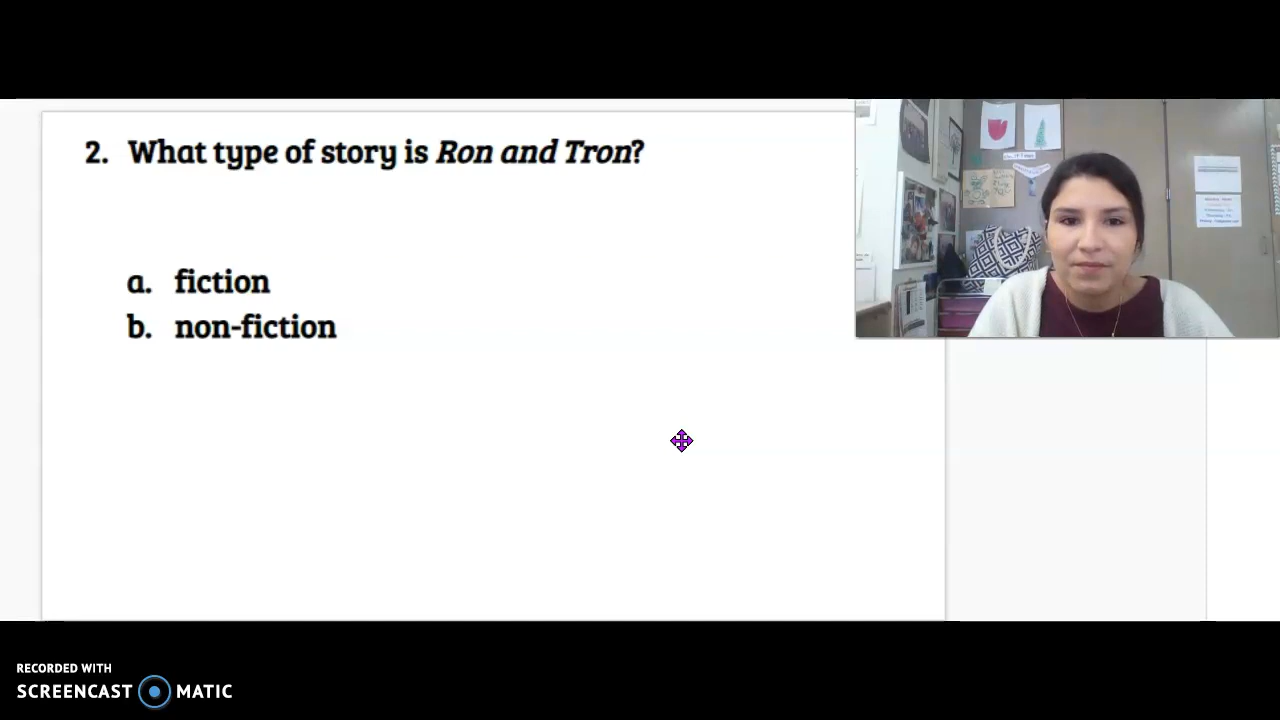 2. What type of story is Ron and Tron?
a. fiction
b. non-fiction
RECORDED WITH
SCREENCAST MATIC